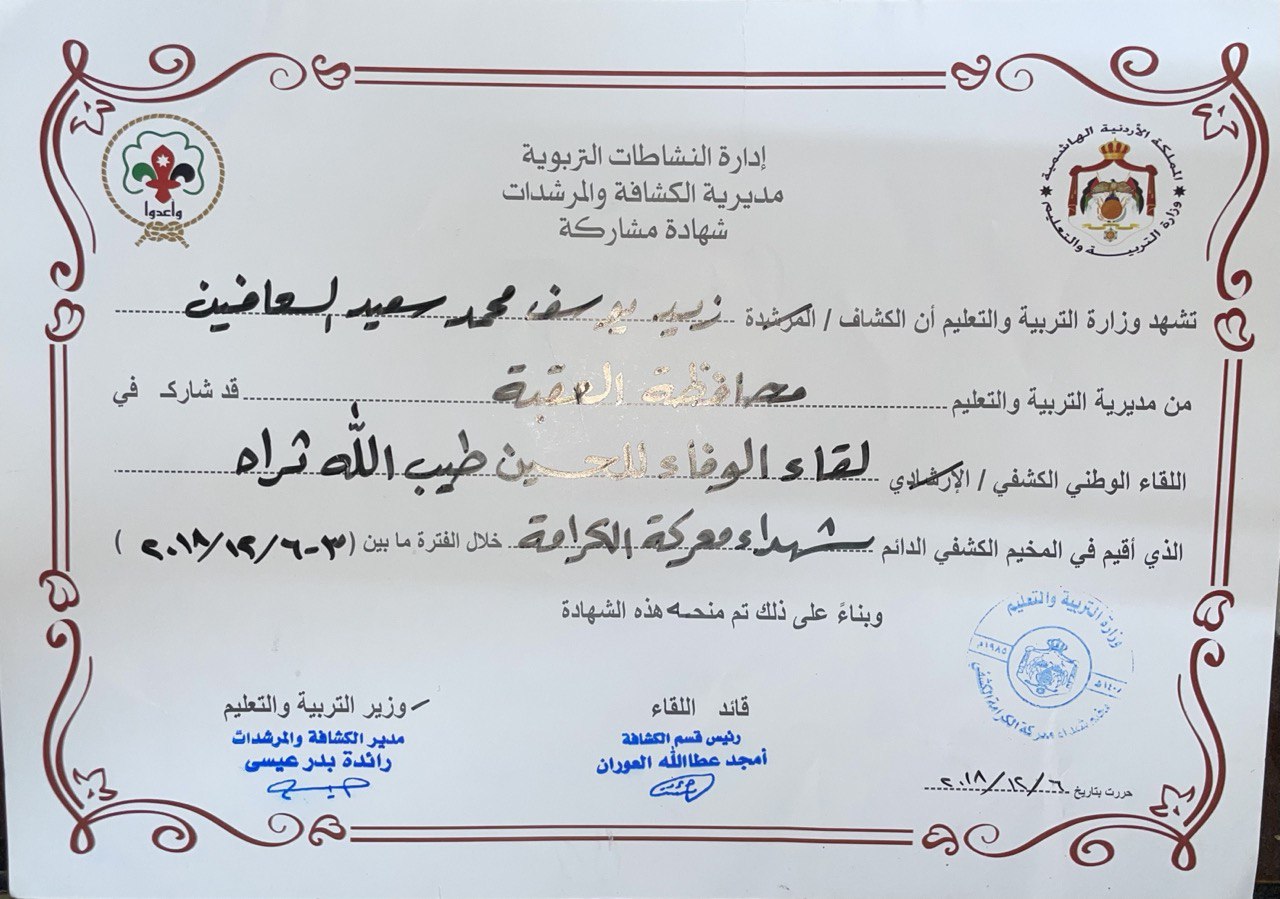 المملكة الأردنية الهاشمية
وزارة التربية والتعليم
وأعدوا
إدارة النشاطات التربوية
مديرية الكشافة والمرشدات
شهادة مشاركة
تشهد وزارة التربية والتعليم أن الكشاف / المرشدة زيد يوسف محمد سعيد السعافين
من مديرية التربية والتعليم محافظة العقبة قد شارك في
اللقاء الوطني الكشفي / الإرشادي لقاء الوفاء للحسين طيب الله ثراه
الذي أقيم في المخيم الكشفي الدائم شهداء معركة الكرامة خلال الفترة ما بين (٣-٦/١٢/٢٠١٨)
وبناءً على ذلك تم منحه هذه الشهادة
وزارة التربية والتعليم
١٩٨٥م
شهداء معركة الكرامة الكشفي
قائد اللقاء
رئيس قسم الكشافة
أمجد عطاالله العوران
وزير التربية والتعليم
مدير الكشافة والمرشدات
رائدة بدر عيسى
حررت بتاريخ ٦/١٢/٢٠١٨